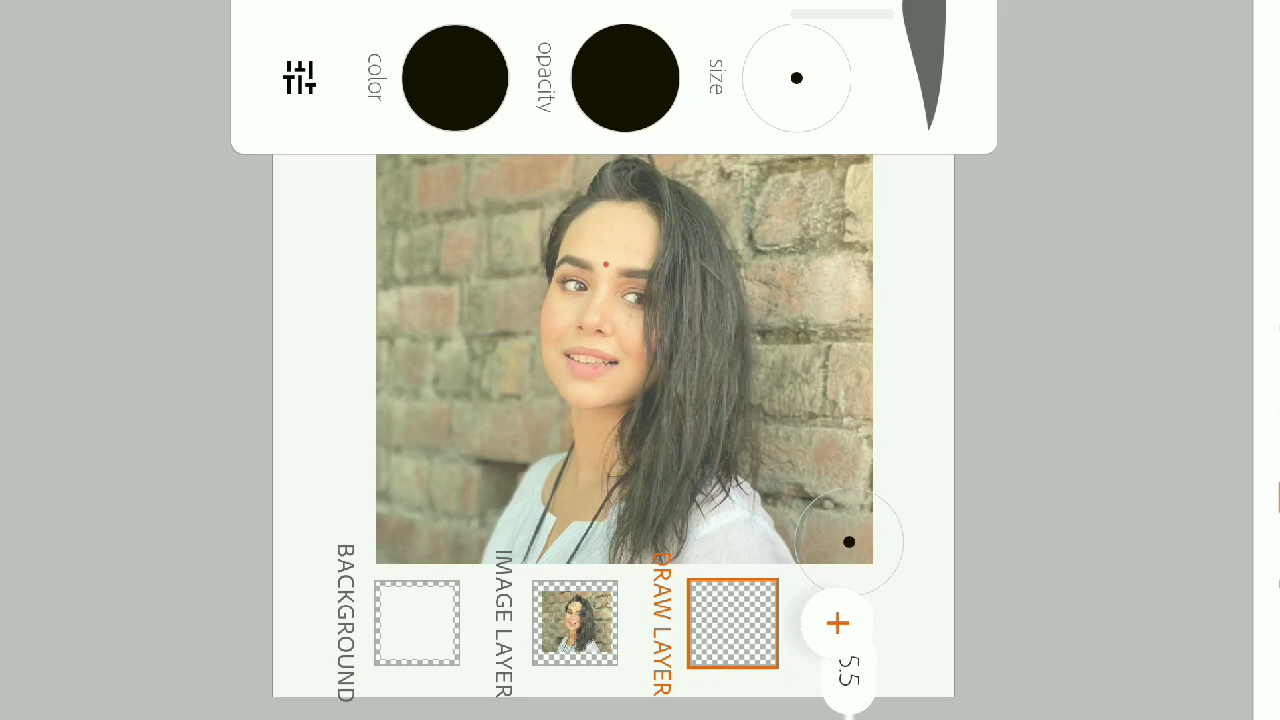 color
opacity
size
BACKGROUND
IMAGE LAYER
DRAW LAYER
5.5